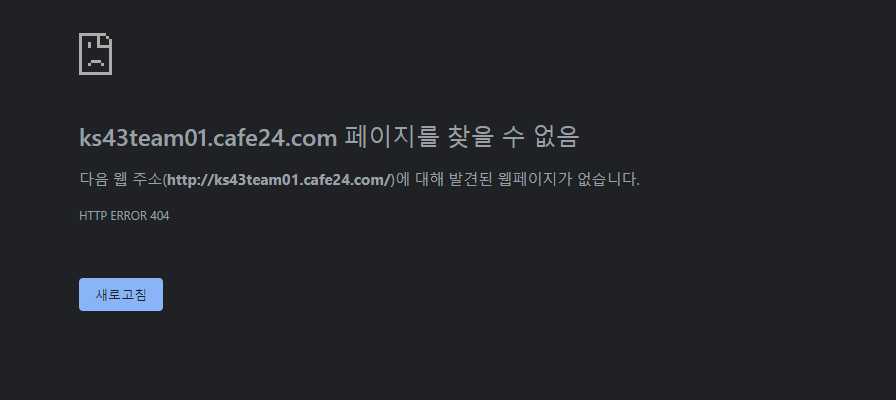 ks43team01.cafe24.com 페이지를 찾을 수 없음
다음 웹 주소(http://ks43team01.cafe24.com/)에 대해 발견된 웹페이지가 없습니다.
HTTP ERROR 404
새로고침